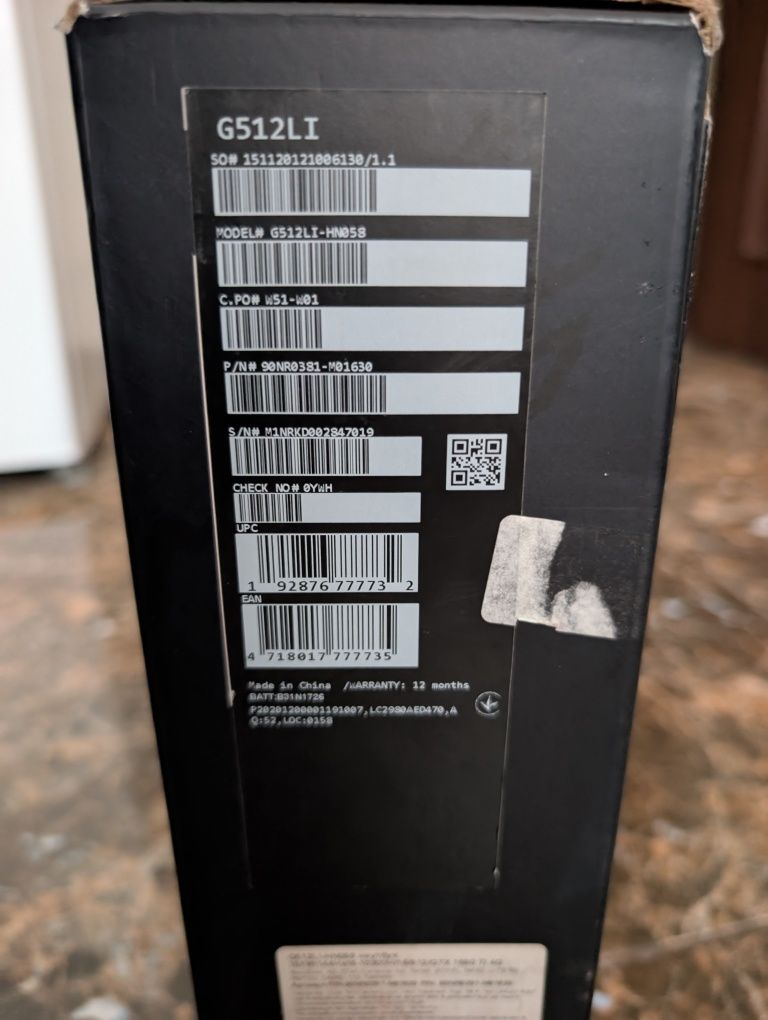 G512LI
SO# 151120121006130/1.1
MODEL# G512LI-HN058
C.PO# W51-W01
P/N# 90NR0381-M01630
S/N# M1NRKD002847019
CHECK NO# 0YWH
UPC
1 92876 77773 2
EAN
4 718017 777735
Made in China /WARRANTY: 12 months
BATT:B31N1726
P20201200001191007,LC2980AED470,A
Q:52,LOC:0158